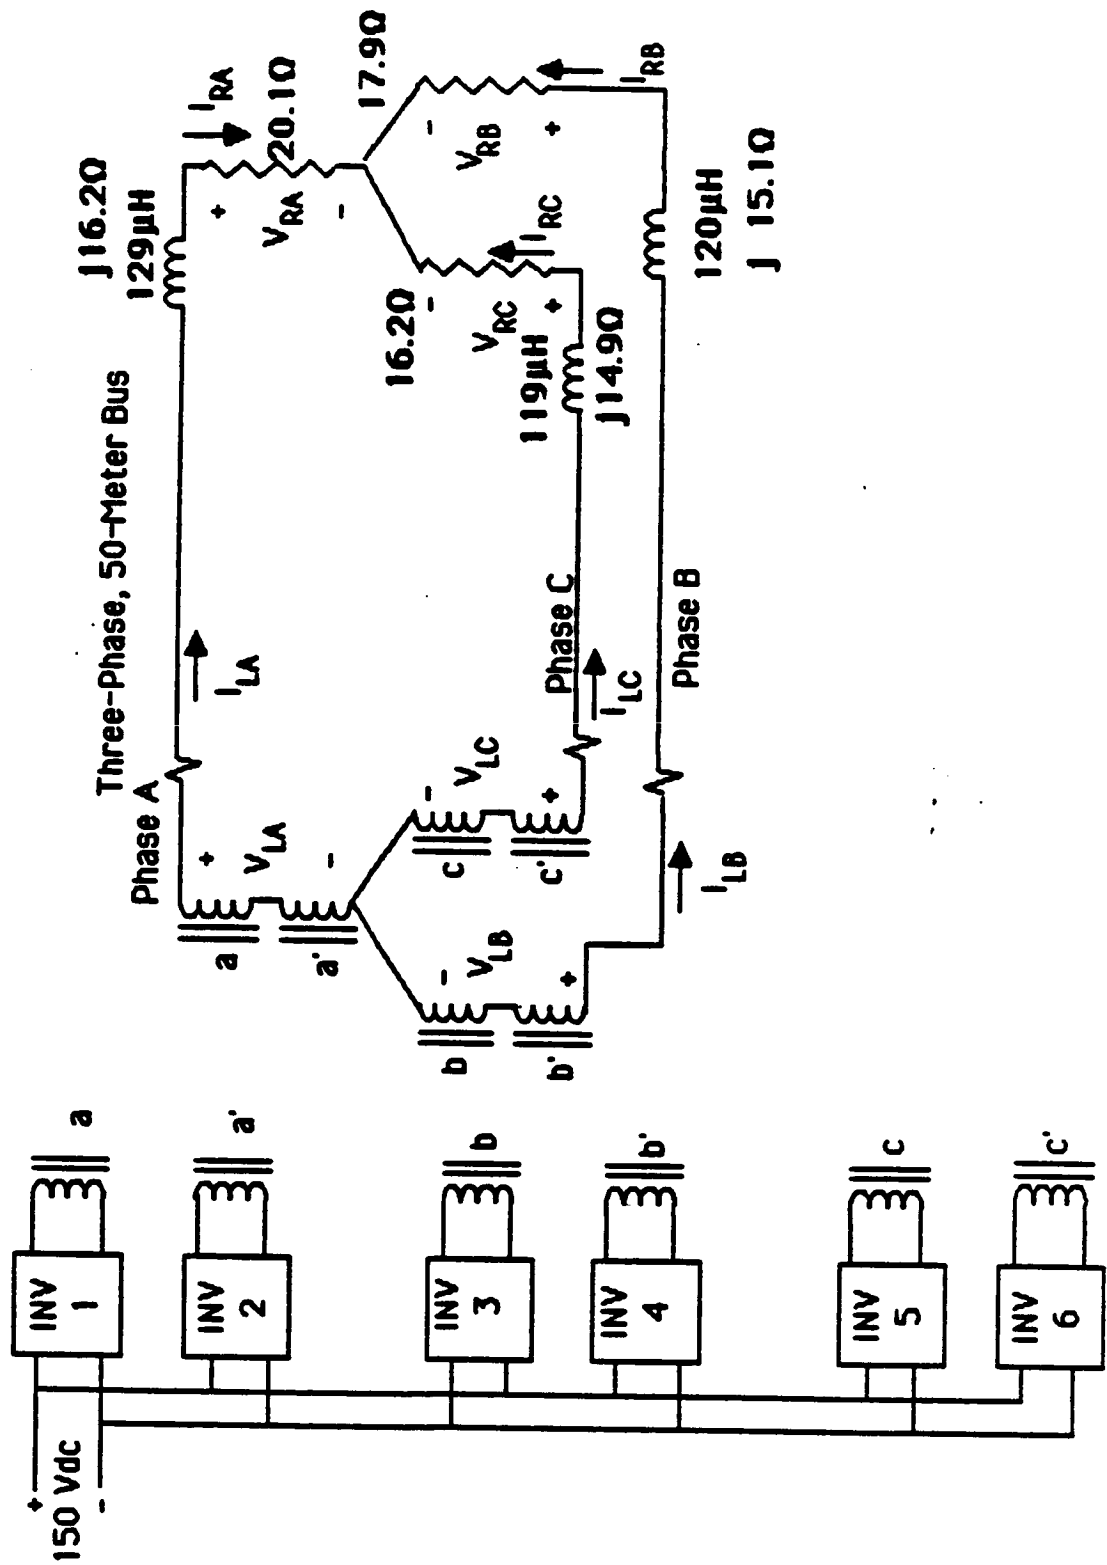 150 Vdc
+
-
INV
1
INV
2
INV
3
INV
4
INV
5
INV
6
a
a'
b
b'
c
c'
Three-Phase, 50-Meter Bus
Phase A
a
a'
+
V_LA
-
I_LA
b
b'
-
V_LB
+
I_LB
c
c'
-
V_LC
+
I_LC
Phase C
Phase B
J16.2Ω
129μH
I_RA
20.1Ω
+
V_RA
-
17.9Ω
-
V_RB
+
I_RB
16.2Ω
-
V_RC
+
I_RC
119μH
J14.9Ω
120μH
J 15.1Ω